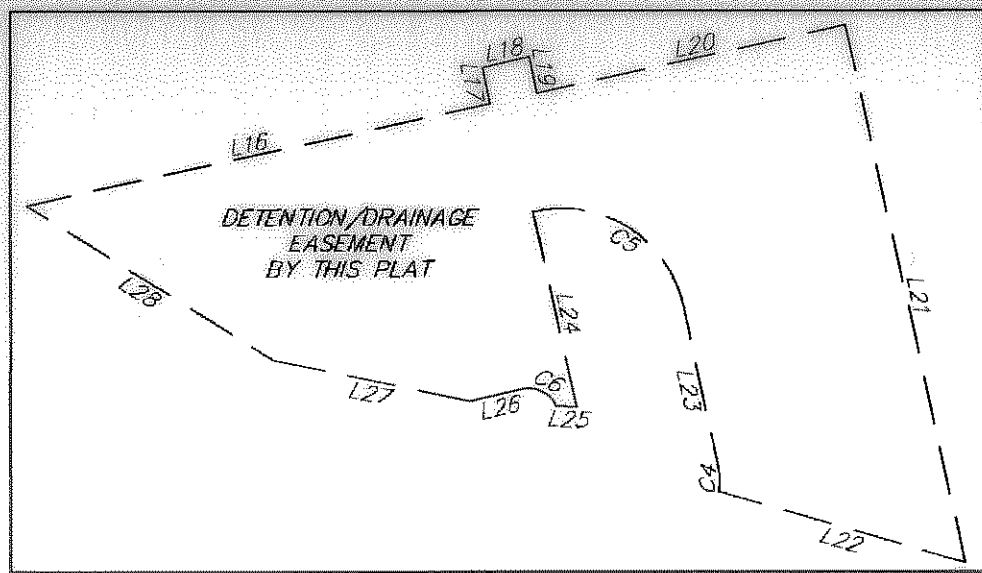 L18
L20
L17
L19
L16
DETENTION/DRAINAGE
EASEMENT
BY THIS PLAT
C5
L28
L24
L21
L27
L26
C6
L25
L23
C4
L22